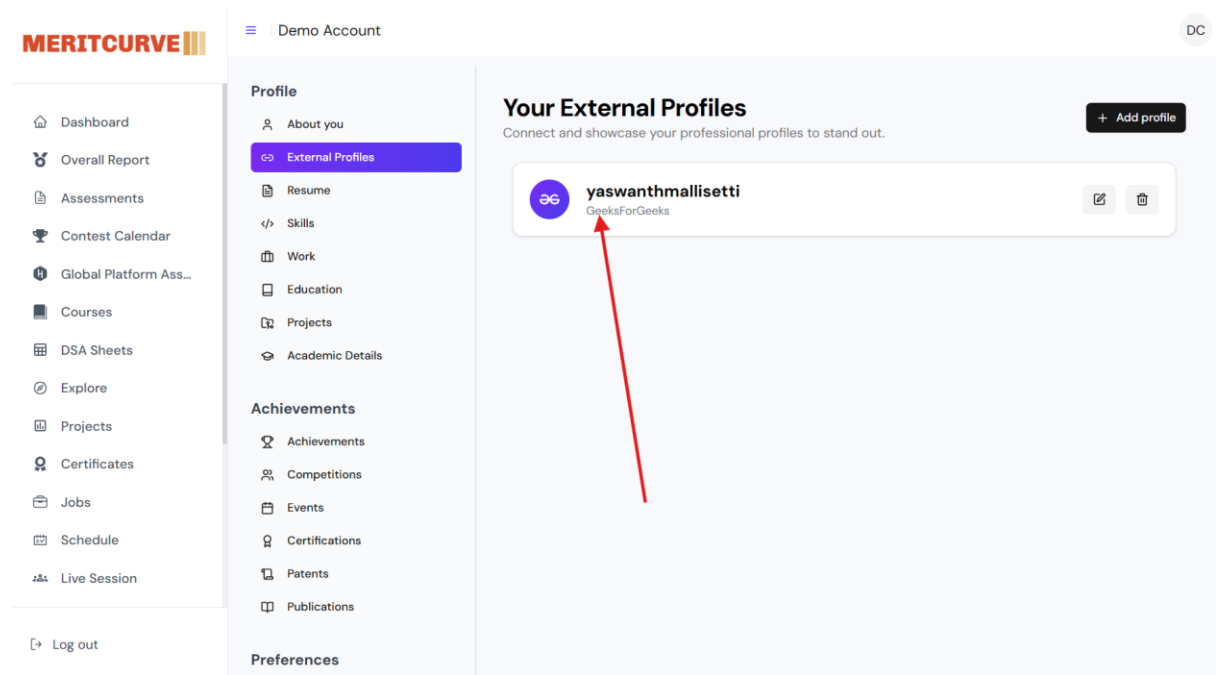 MERITCURVE
Demo Account
DC
Dashboard
Overall Report
Assessments
Contest Calendar
Global Platform Ass...
Courses
DSA Sheets
Explore
Projects
Certificates
Jobs
Schedule
Live Session
Log out
Profile
About you
External Profiles
Resume
Skills
Work
Education
Projects
Academic Details
Achievements
Achievements
Competitions
Events
Certifications
Patents
Publications
Preferences
Your External Profiles
Connect and showcase your professional profiles to stand out.
+ Add profile
yaswanthmallisetti
GeeksForGeeks